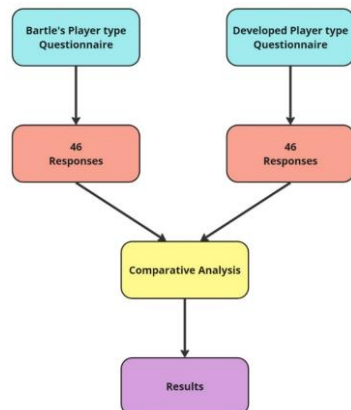 Bartle's Player type
Questionnaire
Developed Player type
Questionnaire
46
Responses
46
Responses
Comparative Analysis
Results